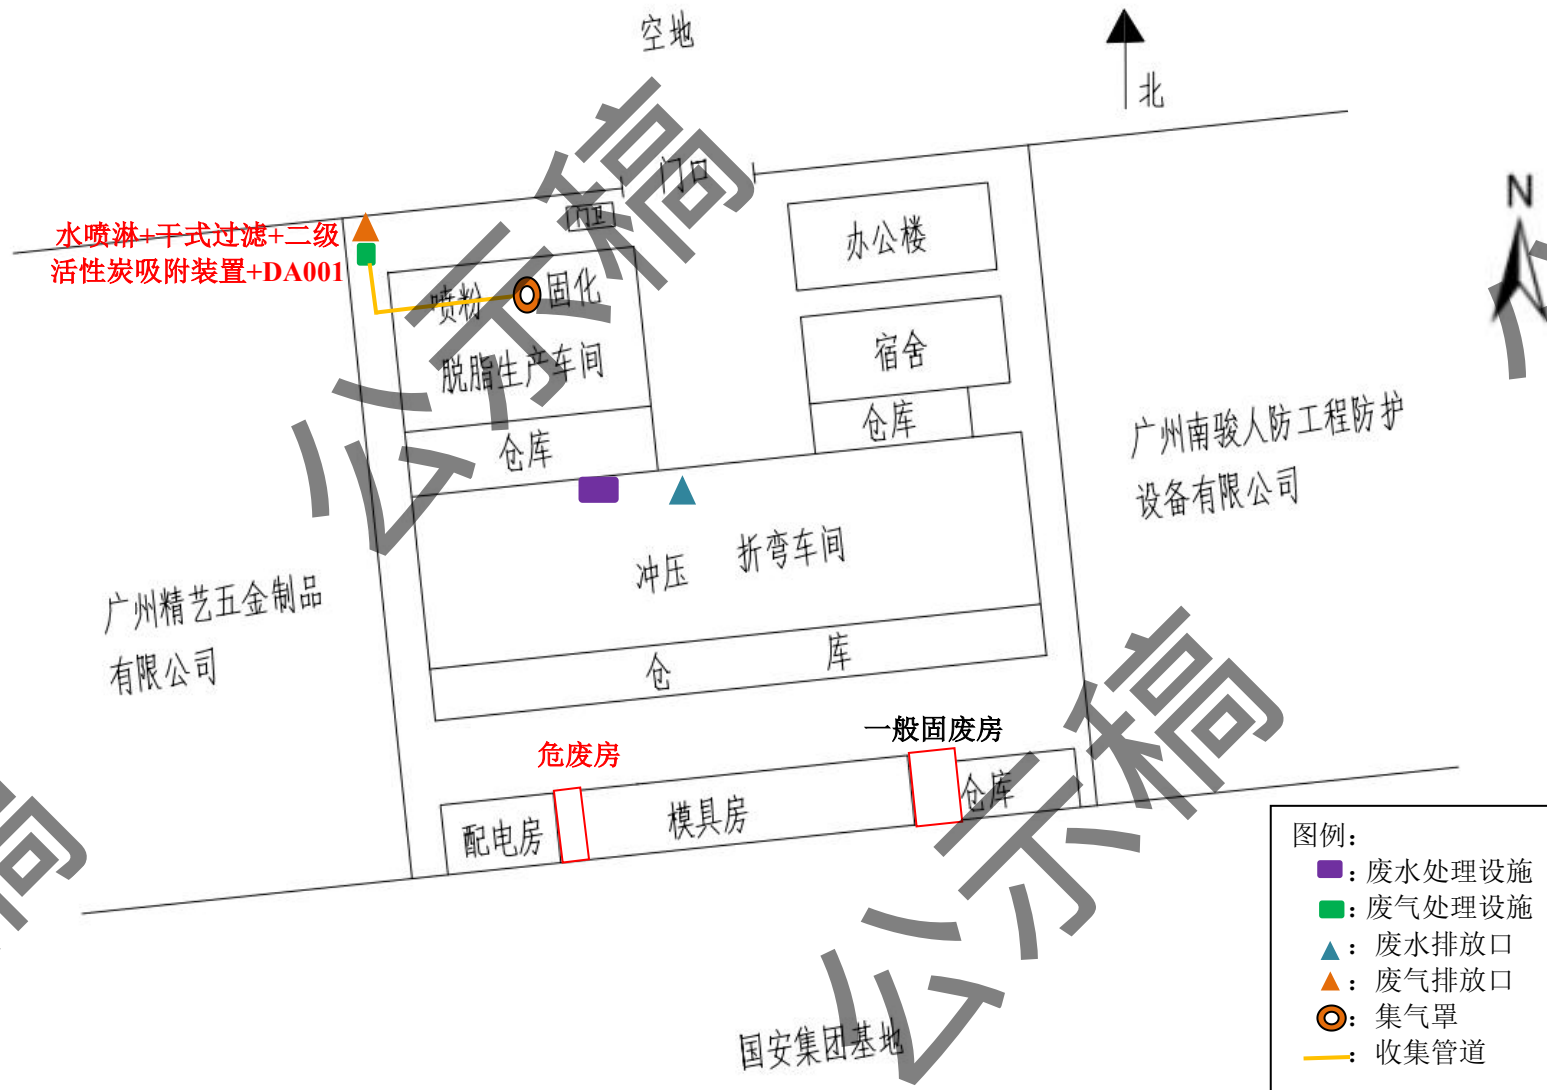 空地
北
N
门口
门卫
办公楼
水喷淋+干式过滤+二级
活性炭吸附装置+DA001
喷粉
固化
脱脂生产车间
宿舍
仓库
仓库
广州南骏人防工程防护
设备有限公司
冲压 折弯车间
广州精艺五金制品
有限公司
仓 库
危废房
一般固废房
配电房
模具房
仓库
国安集团基地
图例：
：废水处理设施
：废气处理设施
：废水排放口
：废气排放口
：集气罩
：收集管道
公示稿
公示稿
公
稿